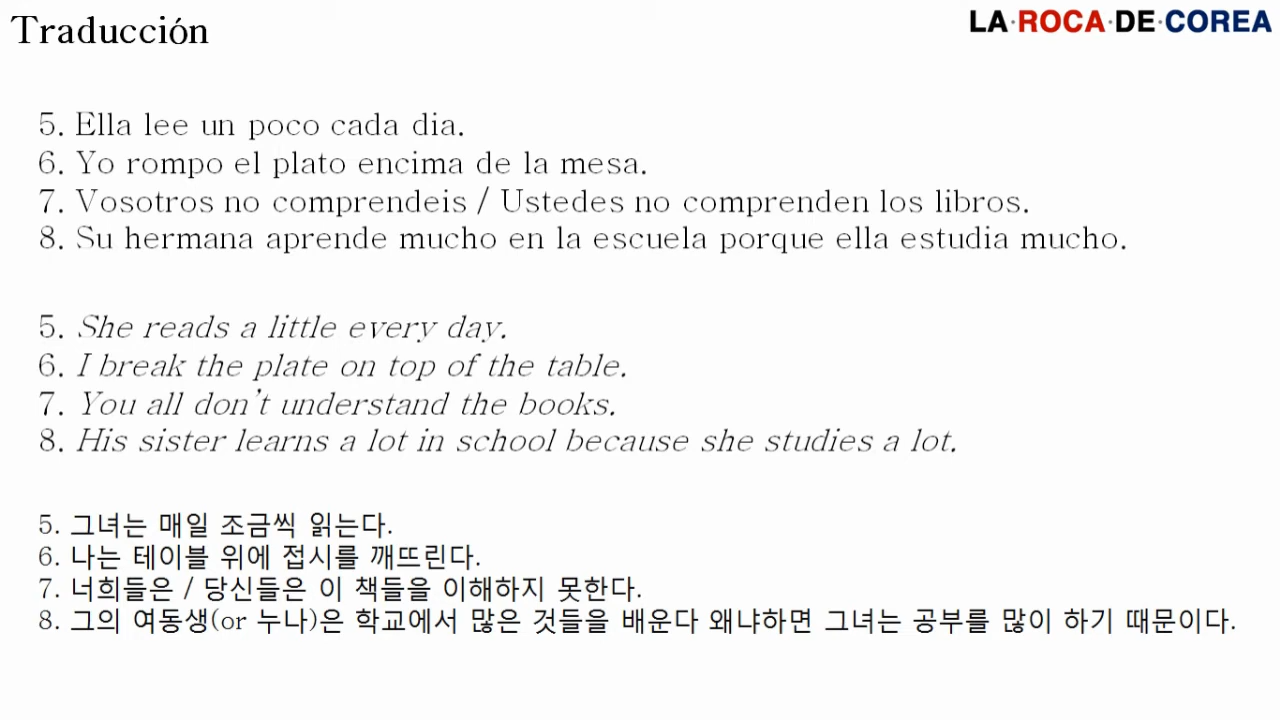 Traducción
LA·ROCA·DE·COREA
5. Ella lee un poco cada dia.
6. Yo rompo el plato encima de la mesa.
7. Vosotros no comprendeis / Ustedes no comprenden los libros.
8. Su hermana aprende mucho en la escuela porque ella estudia mucho.
5. She reads a little every day.
6. I break the plate on top of the table.
7. You all don't understand the books.
8. His sister learns a lot in school because she studies a lot.
5. 그녀는 매일 조금씩 읽는다.
6. 나는 테이블 위에 접시를 깨뜨린다.
7. 너희들은 / 당신들은 이 책들을 이해하지 못한다.
8. 그의 여동생(or 누나)은 학교에서 많은 것들을 배운다 왜냐하면 그녀는 공부를 많이 하기 때문이다.